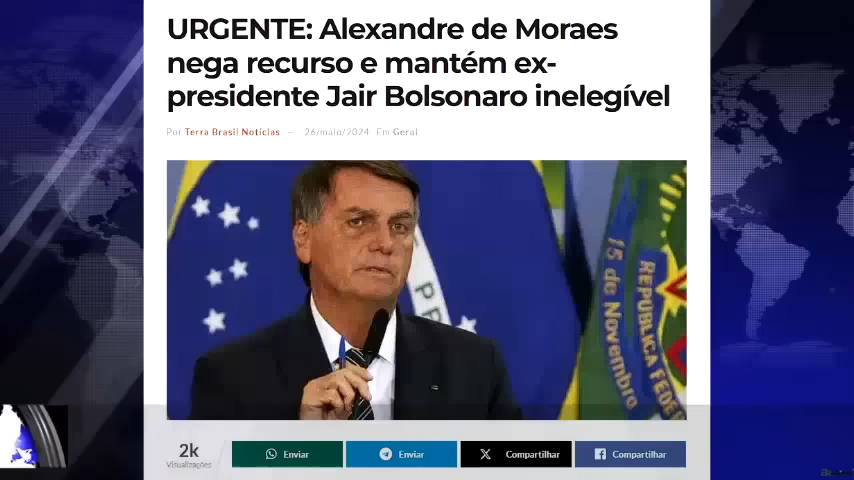 URGENTE: Alexandre de Moraes
nega recurso e mantém ex-
presidente Jair Bolsonaro inelegível
Por Terra Brasil Notícias — 26/maio/2024 Em Geral
15 de Novembro
REPÚBLICA FEDE
P R
2k
Visualizações
Enviar
Enviar
Compartilhar
Compartilhar